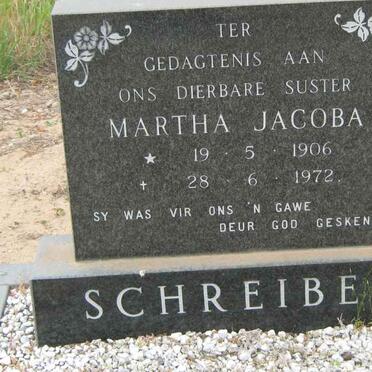 TER
GEDAGTENIS AAN
ONS DIERBARE SUSTER
MARTHA JACOBA
★ 19 · 5 · 1906
✝ 28 · 6 · 1972.
SY WAS VIR ONS 'N GAWE
DEUR GOD GESKEN
SCHREIBE